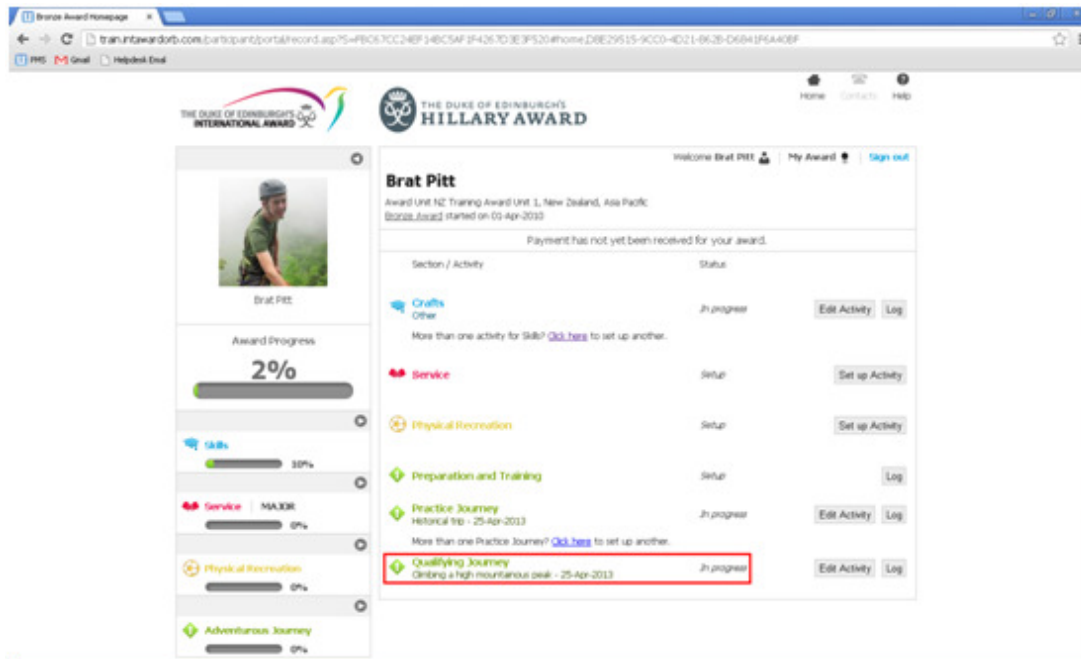 Bronze Award Homepage
train.intawardorb.com/participant/portal/record.asp?
PMS Gmail Helpdesk Email
THE DUKE OF EDINBURGH'S
INTERNATIONAL AWARD
THE DUKE OF EDINBURGH'S
HILLARY AWARD
Home Contacts Help
Welcome Brat Pitt My Award Sign out
Brat Pitt
Award Progress
2%
Skills
10%
Service MAJOR
0%
Physical Recreation
0%
Adventurous Journey
0%
Brat Pitt
Award Unit NZ Training Award Unit 1, New Zealand, Asia Pacific
Bronze Award started on 01-Apr-2010
Payment has not yet been received for your award.
Section / Activity Status
Crafts
Other
In progress Edit Activity Log
More than one activity for Skills? Click here to set up another.
Service Setup Set up Activity
Physical Recreation Setup Set up Activity
Preparation and Training Setup Log
Practice Journey
Historical trip - 25-Apr-2013
In progress Edit Activity Log
More than one Practice Journey? Click here to set up another.
Qualifying Journey
Climbing a high mountainous peak - 25-Apr-2013
In progress Edit Activity Log